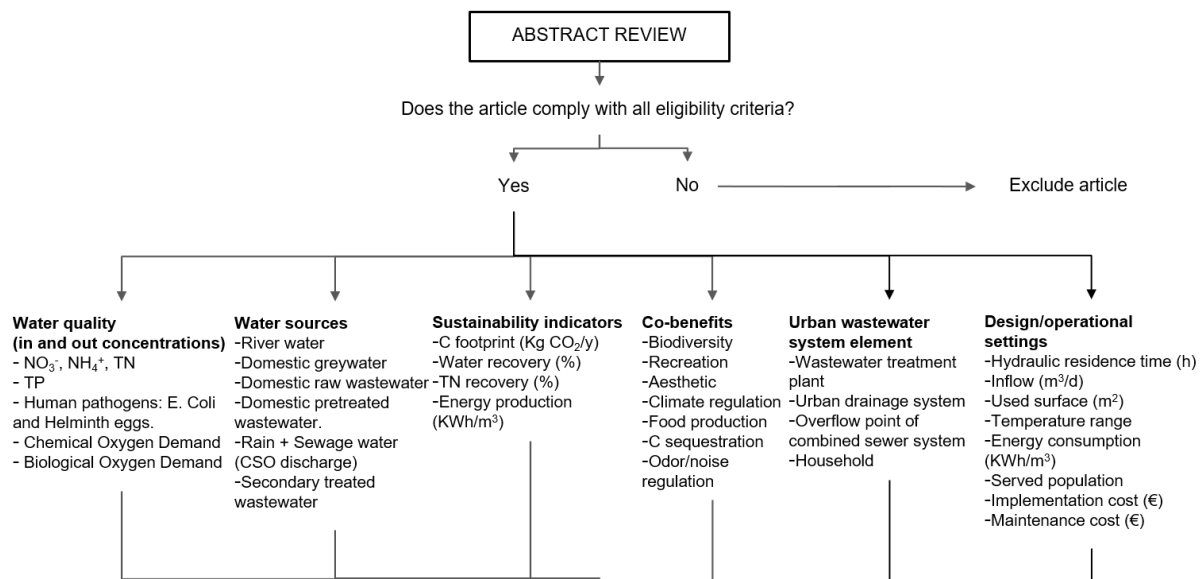 ABSTRACT REVIEW
Does the article comply with all eligibility criteria?
Yes
No
Exclude article
Water quality
(in and out concentrations)
- NO₃⁻, NH₄⁺, TN
- TP
- Human pathogens: E. Coli
and Helminth eggs.
- Chemical Oxygen Demand
- Biological Oxygen Demand
Water sources
-River water
-Domestic greywater
-Domestic raw wastewater
-Domestic pretreated
wastewater.
-Rain + Sewage water
(CSO discharge)
-Secondary treated
wastewater
Sustainability indicators
-C footprint (Kg CO₂/y)
-Water recovery (%)
-TN recovery (%)
-Energy production
(KWh/m³)
Co-benefits
-Biodiversity
-Recreation
-Aesthetic
-Climate regulation
-Food production
-C sequestration
-Odor/noise
regulation
Urban wastewater
system element
-Wastewater treatment
plant
-Urban drainage system
-Overflow point of
combined sewer system
-Household
Design/operational
settings
-Hydraulic residence time (h)
-Inflow (m³/d)
-Used surface (m²)
-Temperature range
-Energy consumption
(KWh/m³)
-Served population
-Implementation cost (€)
-Maintenance cost (€)